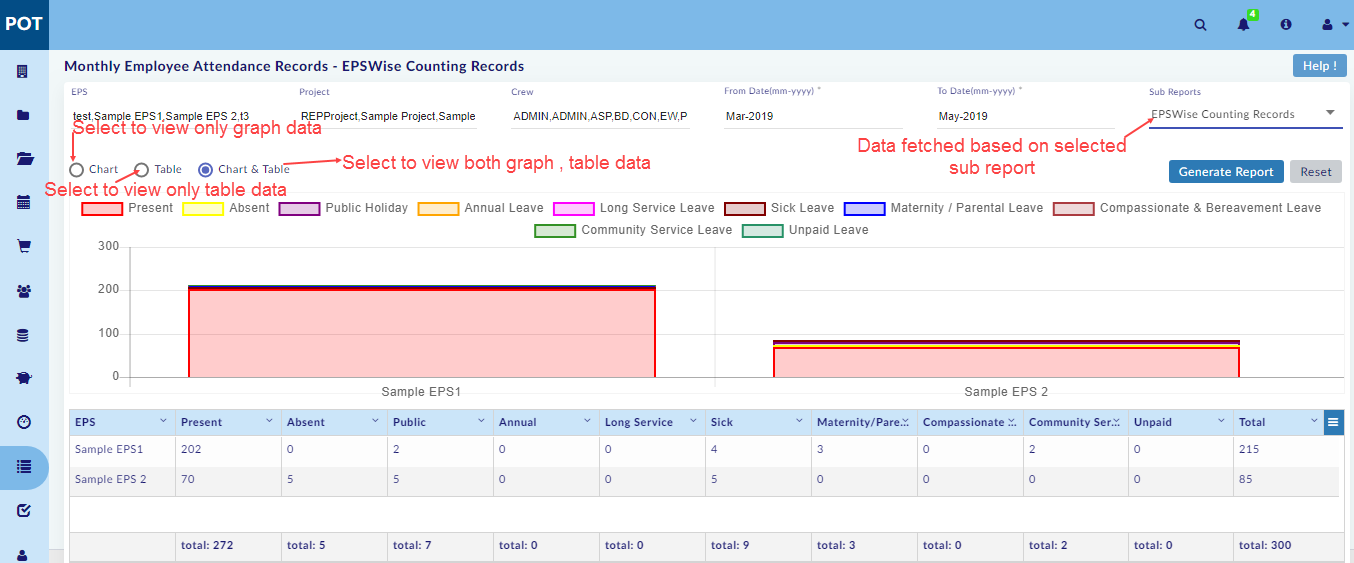 POT
4
Monthly Employee Attendance Records - EPSWise Counting Records
Help !
EPS
Project
Crew
From Date(mm-yyyy) *
To Date(mm-yyyy) *
Sub Reports
test,Sample EPS1,Sample EPS 2,t3
REPProject,Sample Project,Sample
ADMIN,ADMIN,ASP,BD,CON,EW,P
Mar-2019
May-2019
EPSWise Counting Records
Select to view only graph data
Data fetched based on selected
sub report
Chart
Table
Chart & Table
Select to view both graph , table data
Generate Report
Reset
Select to view only table data
Present Absent Public Holiday Annual Leave Long Service Leave Sick Leave Maternity / Parental Leave Compassionate & Bereavement Leave
Community Service Leave Unpaid Leave
300
200
100
0
Sample EPS1 Sample EPS 2
EPS Present Absent Public Annual Long Service Sick Maternity/Pare... Compassionate ... Community Ser... Unpaid Total
Sample EPS1 202 0 2 0 0 4 3 0 2 0 215
Sample EPS 2 70 5 5 0 0 5 0 0 0 0 85
total: 272 total: 5 total: 7 total: 0 total: 0 total: 9 total: 3 total: 0 total: 2 total: 0 total: 300